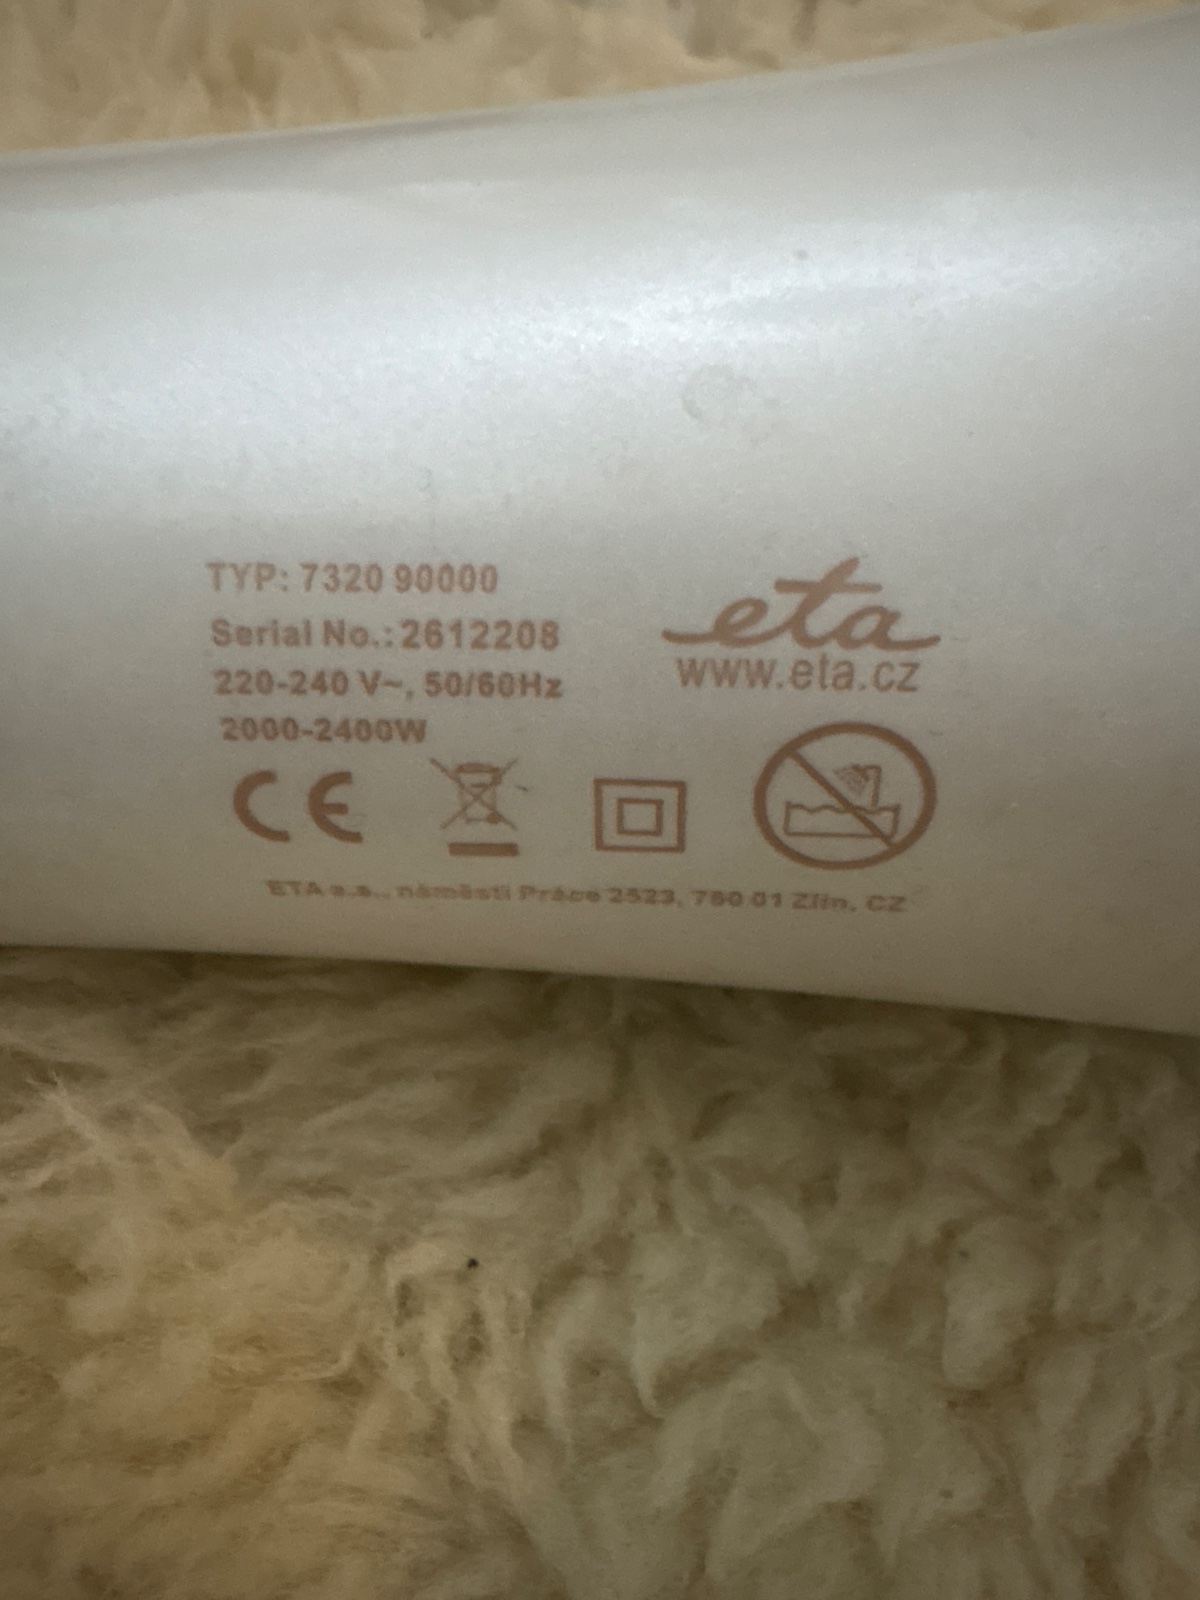 TYP: 7320 90000
Serial No.: 2612208
220-240 V~, 50/60Hz
2000-2400W
eta
www.eta.cz
CE
ETA a.s., náměstí Práce 2523, 760 01 Zlín, CZ